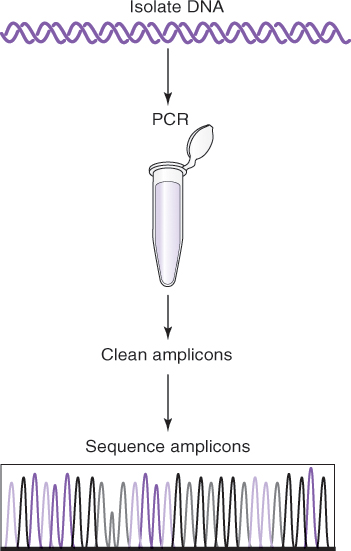 Isolate DNA
PCR
Clean amplicons
Sequence amplicons